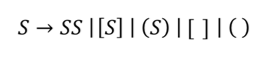 S → SS | [S] | (S) | [ ] | ( )